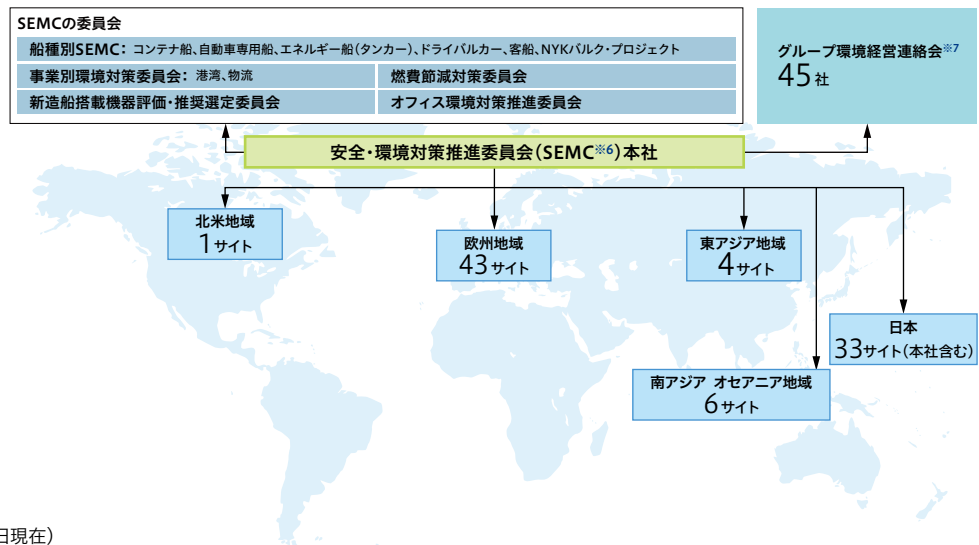 SEMCの委員会
船種別SEMC：コンテナ船、自動車専用船、エネルギー船（タンカー）、ドライバルカー、客船、NYKバルク・プロジェクト
事業別環境対策委員会：港湾、物流
燃費節減対策委員会
新造船搭載機器評価・推奨選定委員会
オフィス環境対策推進委員会
グループ環境経営連絡会※7
45社
安全・環境対策推進委員会（SEMC※6）本社
北米地域
1サイト
欧州地域
43サイト
東アジア地域
4サイト
日本
33サイト（本社含む）
南アジア オセアニア地域
6サイト
日現在）